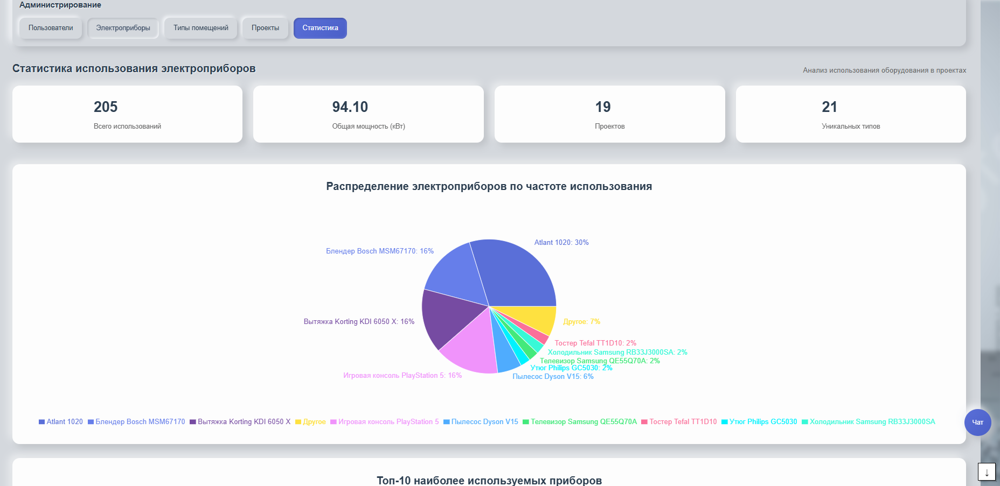 Администрирование
Пользователи
Электроприборы
Типы помещений
Проекты
Статистика
Статистика использования электроприборов
Анализ использования оборудования в проектах
205
Всего использований
94.10
Общая мощность (кВт)
19
Проектов
21
Уникальных типов
Распределение электроприборов по частоте использования
Atlant 1020: 30%
Блендер Bosch MSM67170: 16%
Вытяжка Korting KDI 6050 X: 16%
Другое: 7%
Тостер Tefal TT1D10: 2%
Холодильник Samsung RB33J3000SA: 2%
Телевизор Samsung QE55Q70A: 2%
Утюг Philips GC5030: 2%
Игровая консоль PlayStation 5: 16%
Пылесос Dyson V15: 6%
Atlant 1020 Блендер Bosch MSM67170 Вытяжка Korting KDI 6050 X Другое Игровая консоль PlayStation 5 Пылесос Dyson V15 Телевизор Samsung QE55Q70A Тостер Tefal TT1D10 Утюг Philips GC5030 Холодильник Samsung RB33J3000SA
Чат
↓
Топ-10 наиболее используемых приборов